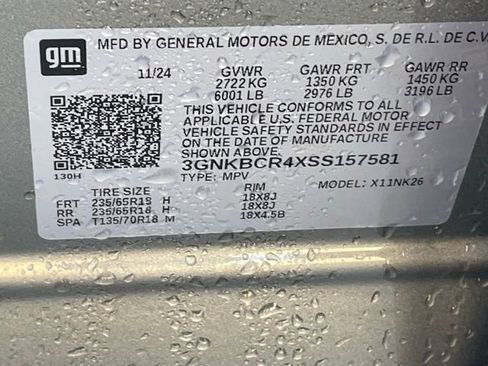 gm
MFD BY GENERAL MOTORS DE MEXICO, S. DE R.L. DE C.V
11/24 GVWR GAWR FRT GAWR RR
2722 KG 1350 KG 1450 KG
6001 LB 2976 LB 3196 LB
THIS VEHICLE CONFORMS TO ALL
APPLICABLE U.S. FEDERAL MOTOR
VEHICLE SAFETY STANDARDS IN EFFECT
ON THE DATE OF MANUFACTURE
SHOWN ABOVE.
3GNKBCR4XSS157581
130H TYPE: MPV MODEL: X11NK26
TIRE SIZE RIM
FRT 235/65R18 H 18X8J
RR 235/65R18 H 18X8J
SPA T135/70R18 M 18X4.5B